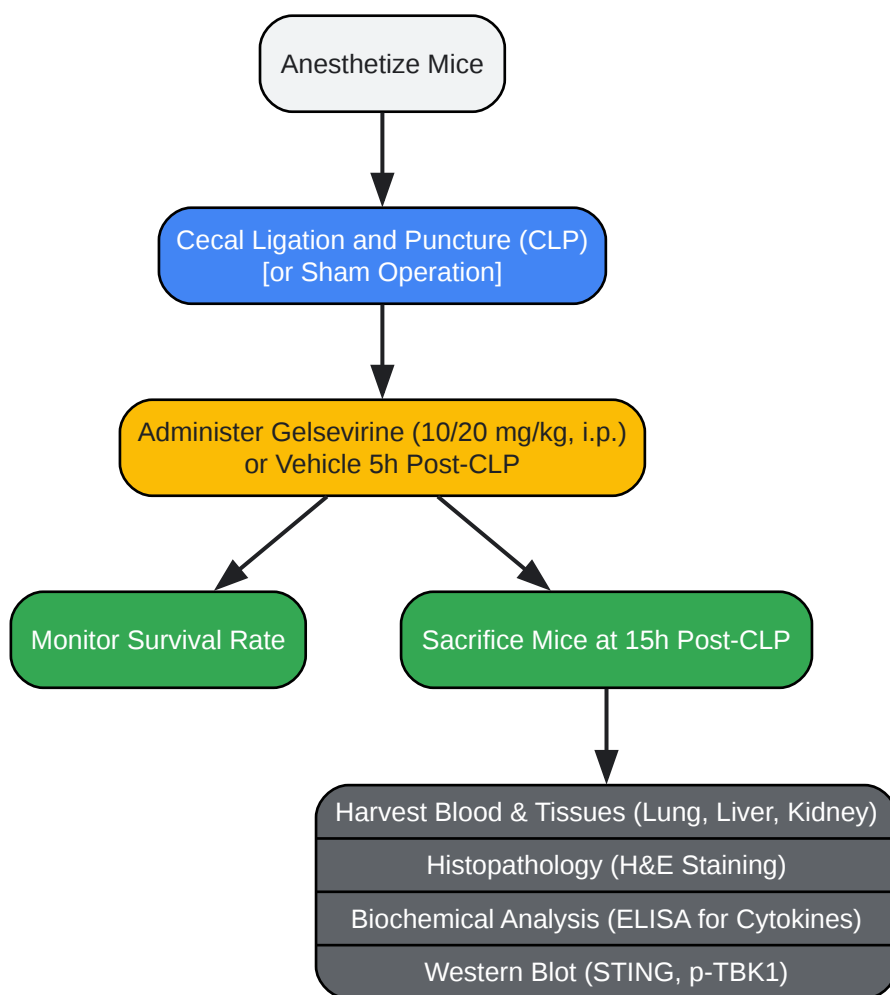 Anesthetize Mice
Cecal Ligation and Puncture (CLP)
[or Sham Operation]
Administer Gelsevirine (10/20 mg/kg, i.p.)
or Vehicle 5h Post-CLP
Monitor Survival Rate
Sacrifice Mice at 15h Post-CLP
Harvest Blood & Tissues (Lung, Liver, Kidney)
Histopathology (H&E Staining)
Biochemical Analysis (ELISA for Cytokines)
Western Blot (STING, p-TBK1)